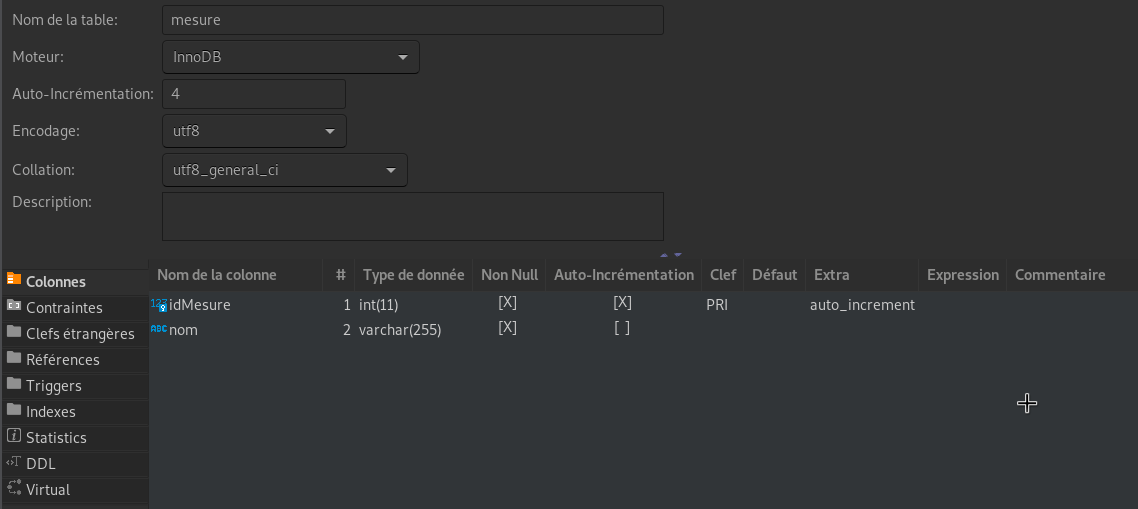 Nom de la table: mesure
Moteur: InnoDB
Auto-Incrémentation: 4
Encodage: utf8
Collation: utf8_general_ci
Description:
Nom de la colonne # Type de donnée Non Null Auto-Incrémentation Clef Défaut Extra Expression Commentaire
123 idMesure 1 int(11) [X] [X] PRI auto_increment
ABC nom 2 varchar(255) [X] [ ]
Colonnes
Contraintes
Clefs étrangères
Références
Triggers
Indexes
Statistics
DDL
Virtual